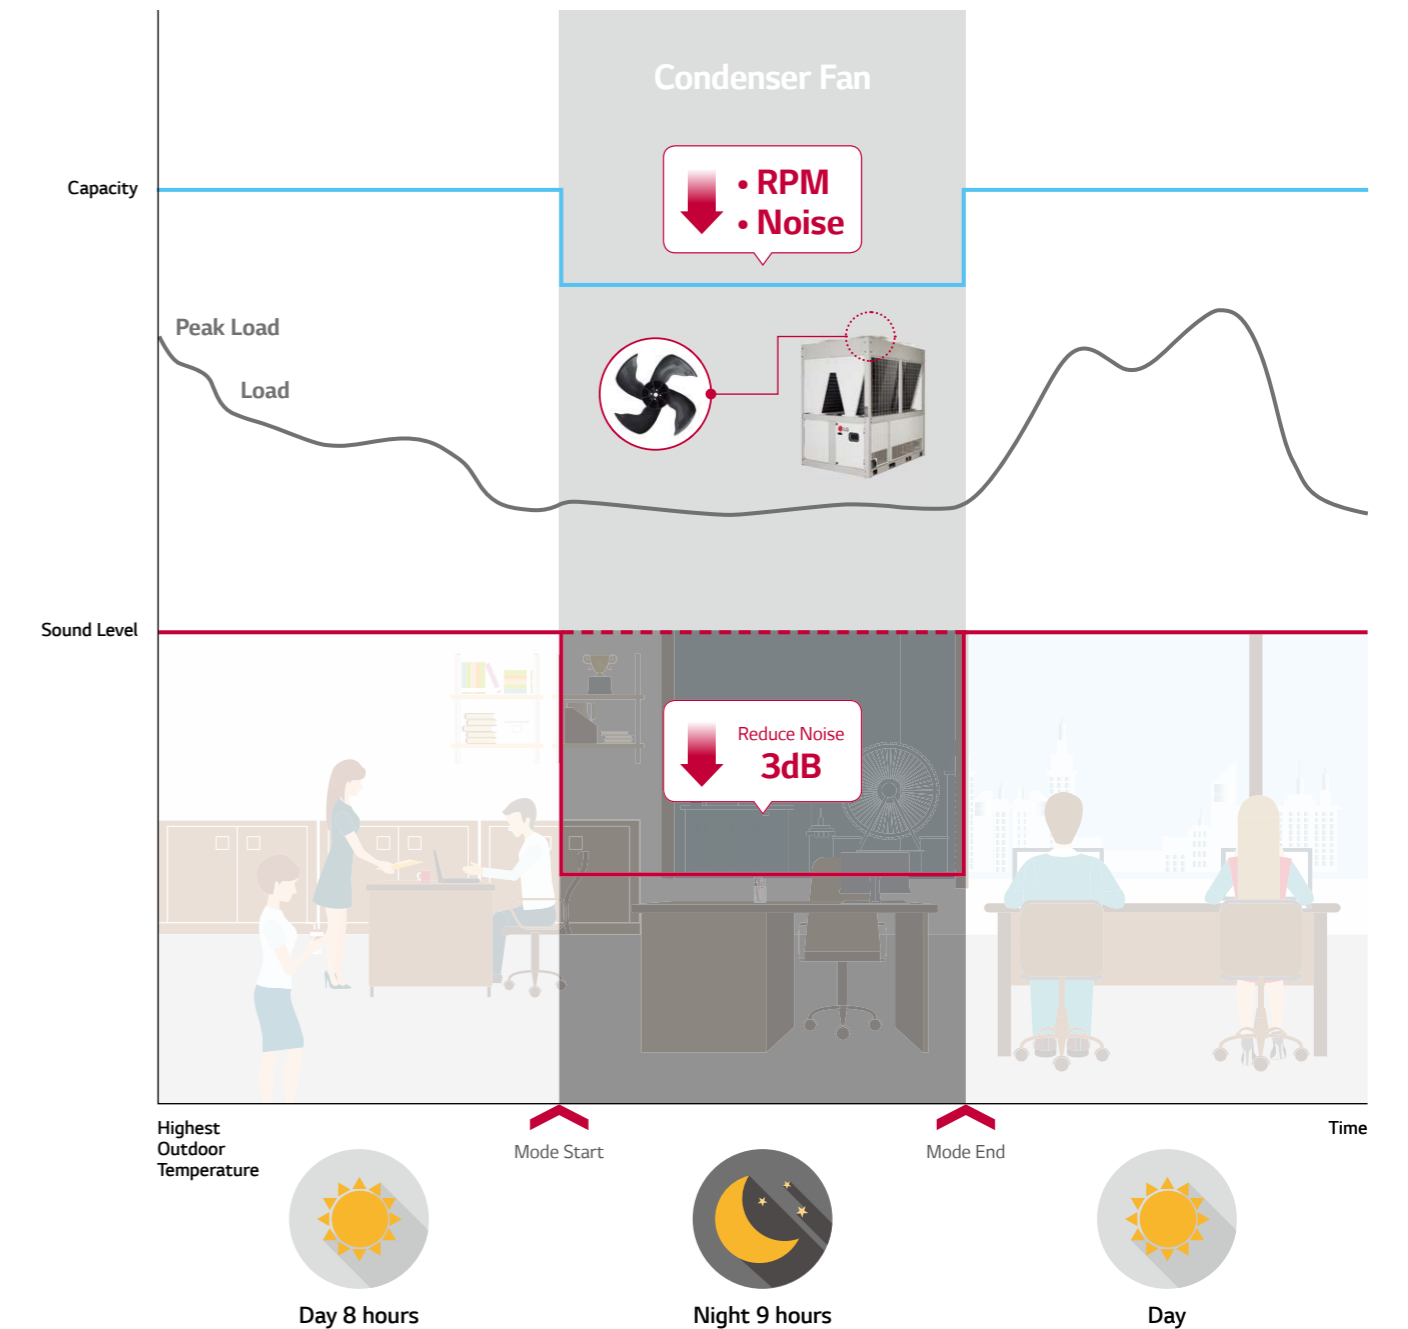 Condenser Fan
Capacity
• RPM
• Noise
Peak Load
Load
LG
Sound Level
Reduce Noise
3dB
Highest
Outdoor
Temperature
Mode Start
Mode End
Time
Day 8 hours
Night 9 hours
Day